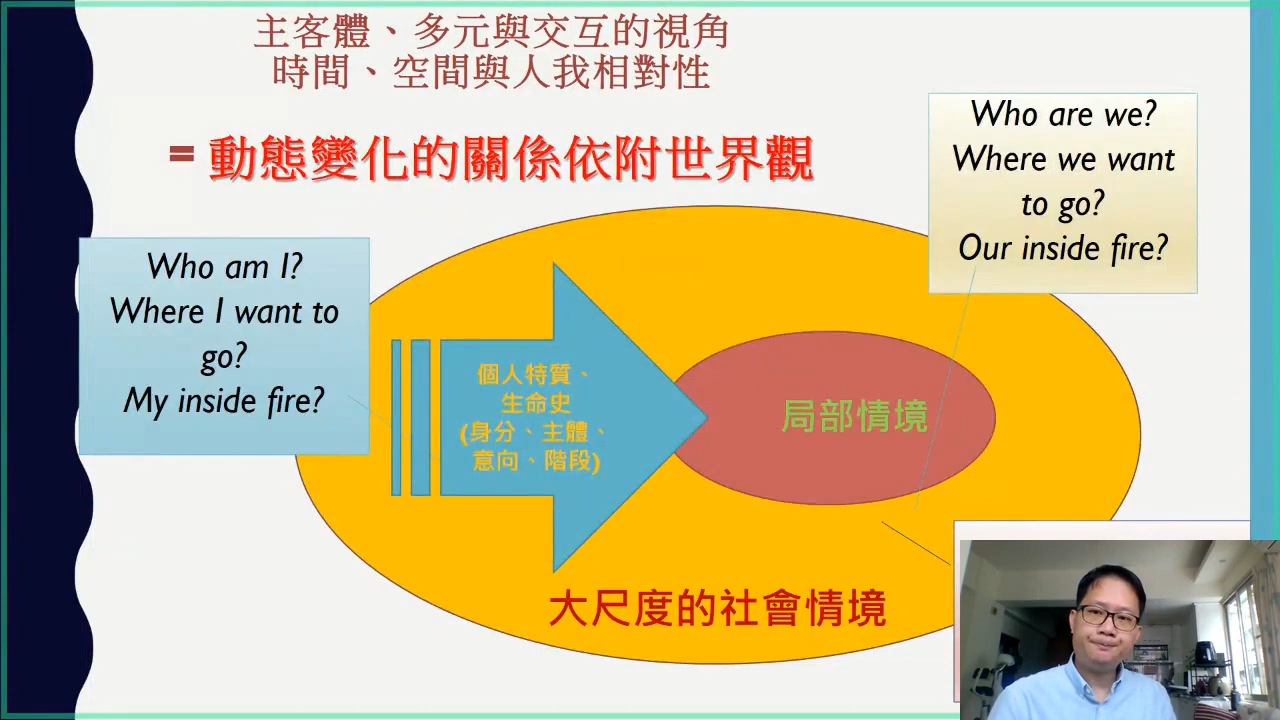 主客體、多元與交互的視角
時間、空間與人我相對性
= 動態變化的關係依附世界觀
Who are we?
Where we want
to go?
Our inside fire?
Who am I?
Where I want to
go?
My inside fire?
個人特質、
生命史
(身分、主體、
意向、階段)
局部情境
大尺度的社會情境